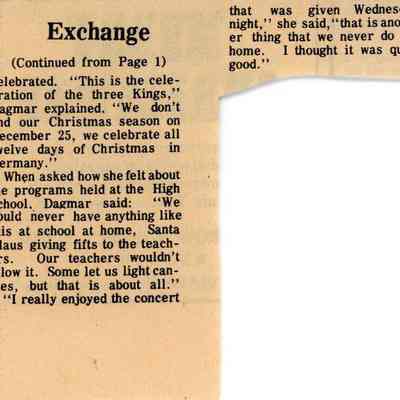 Exchange
(Continued from Page 1)
elebrated. "This is the cele-
ration of the three Kings,"
Dagmar explained. "We don't
nd our Christmas season on
ecember 25, we celebrate all
welve days of Christmas in
ermany."
When asked how she felt about
e programs held at the High
chool, Dagmar said: "We
ould never have anything like
is at school at home, Santa
laus giving fifts to the teach-
rs. Our teachers wouldn't
low it. Some let us light can-
es, but that is about all."
"I really enjoyed the concert
that was given Wednes
night," she said, "that is ano
er thing that we never do
home. I thought it was qu
good."